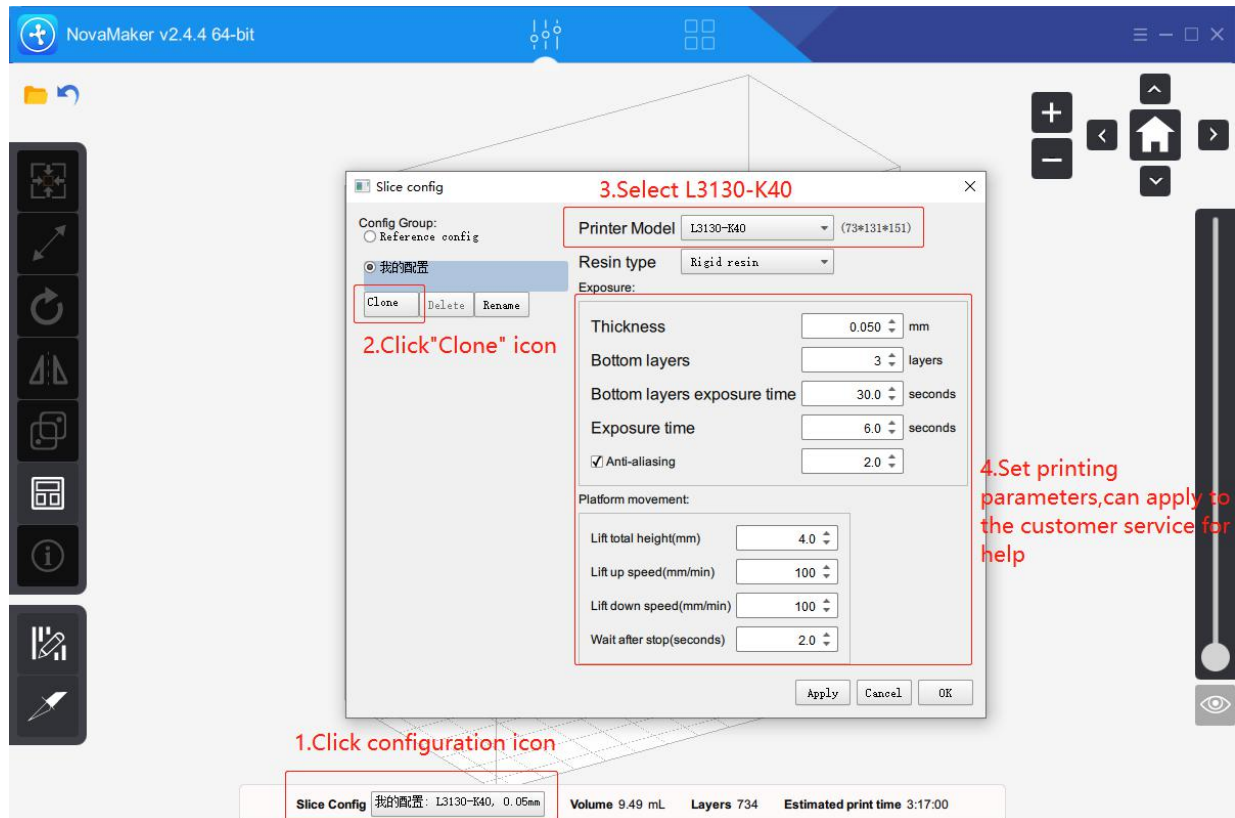 NovaMaker v2.4.4 64-bit
Slice config
3.Select L3130-K40
Config Group:
Reference config
我的配置
Clone Delete Rename
2.Click"Clone" icon
Printer Model L3130-K40 (73*131*151)
Resin type Rigid resin
Exposure:
Thickness 0.050 mm
Bottom layers 3 layers
Bottom layers exposure time 30.0 seconds
Exposure time 6.0 seconds
Anti-aliasing 2.0
Platform movement:
Lift total height(mm) 4.0
Lift up speed(mm/min) 100
Lift down speed(mm/min) 100
Wait after stop(seconds) 2.0
4.Set printing
parameters,can apply to
the customer service for
help
Apply Cancel OK
1.Click configuration icon
Slice Config 我的配置: L3130-K40, 0.05mm Volume 9.49 mL Layers 734 Estimated print time 3:17:00